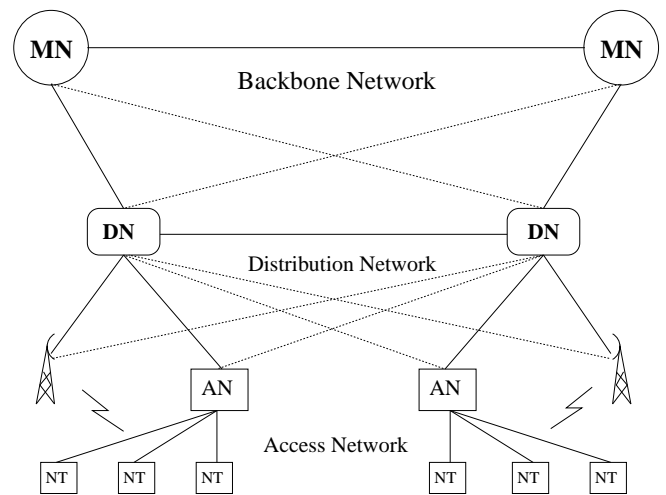 MN MN
Backbone Network
DN DN
Distribution Network
AN AN
Access Network
NT NT NT NT NT NT